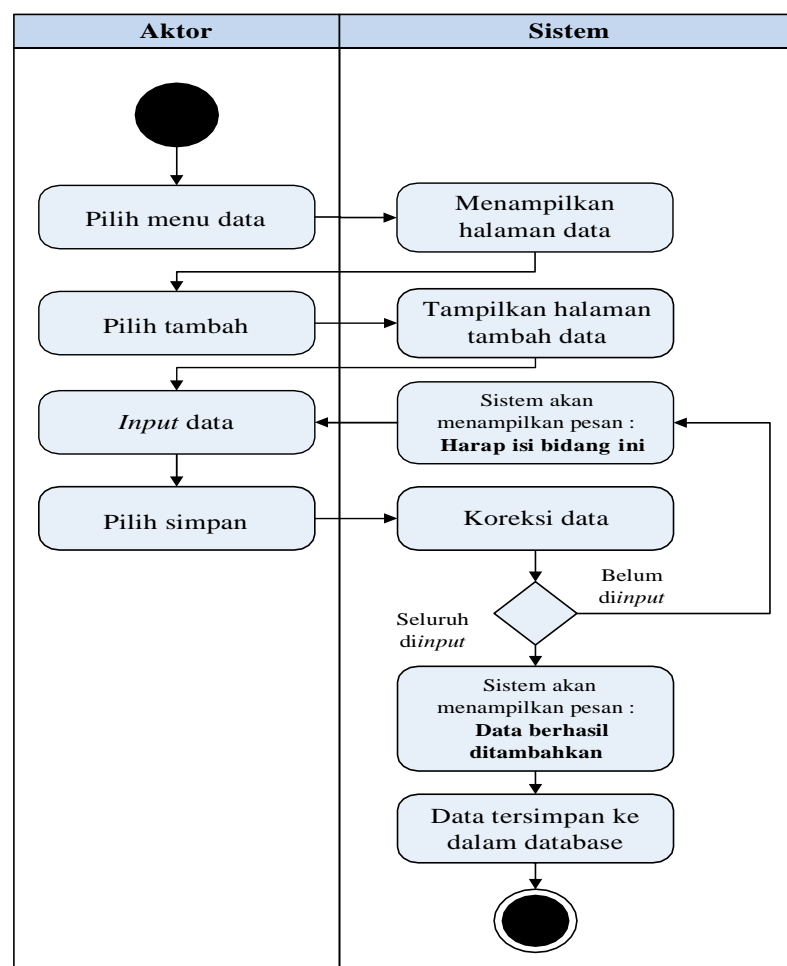 Aktor
Sistem
Pilih menu data
Menampilkan
halaman data
Pilih tambah
Tampilkan halaman
tambah data
Input data
Sistem akan
menampilkan pesan :
Harap isi bidang ini
Pilih simpan
Koreksi data
Belum
diinput
Seluruh
diinput
Sistem akan
menampilkan pesan :
Data berhasil
ditambahkan
Data tersimpan ke
dalam database